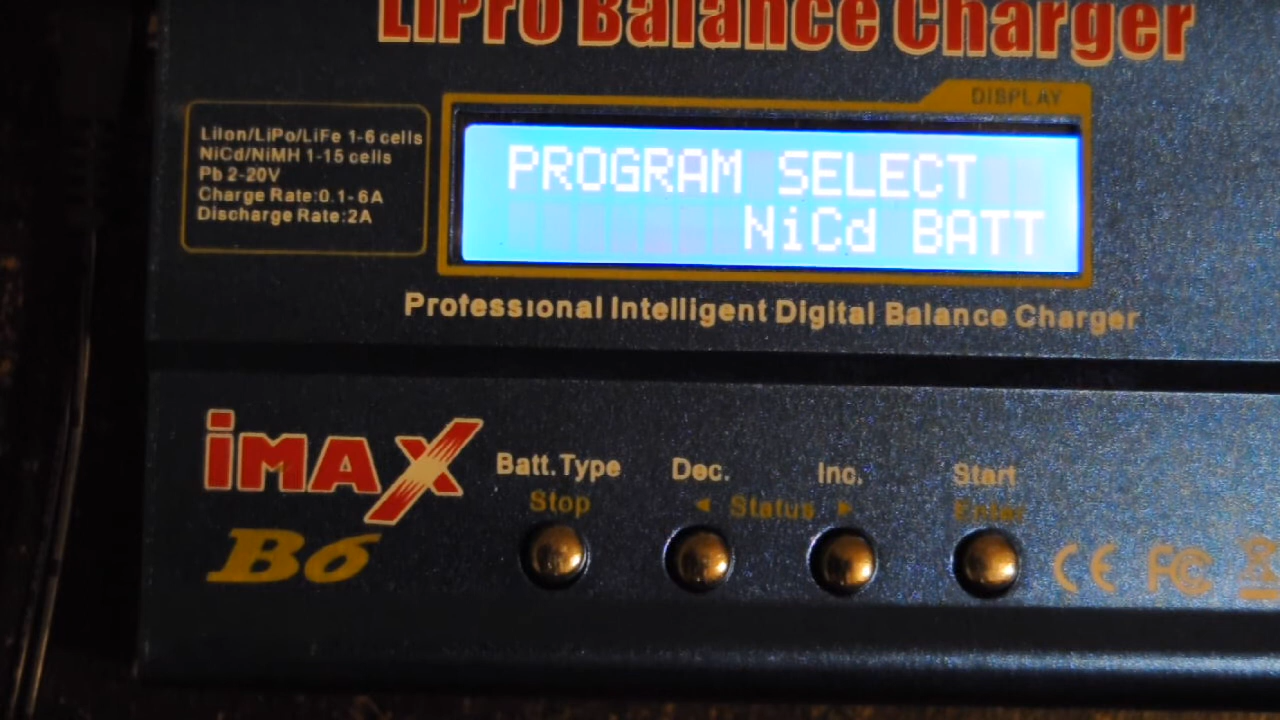 LiPro Balance Charger
DISPLAY
LiIon/LiPo/LiFe 1-6 cells
NiCd/NiMH 1-15 cells
Pb 2-20V
Charge Rate:0.1-6A
Discharge Rate:2A
PROGRAM SELECT
NiCd BATT
Professional Intelligent Digital Balance Charger
iMAX
B6
Batt.Type Dec. Inc. Start
Stop ◄ Status ► Enter
CE FC